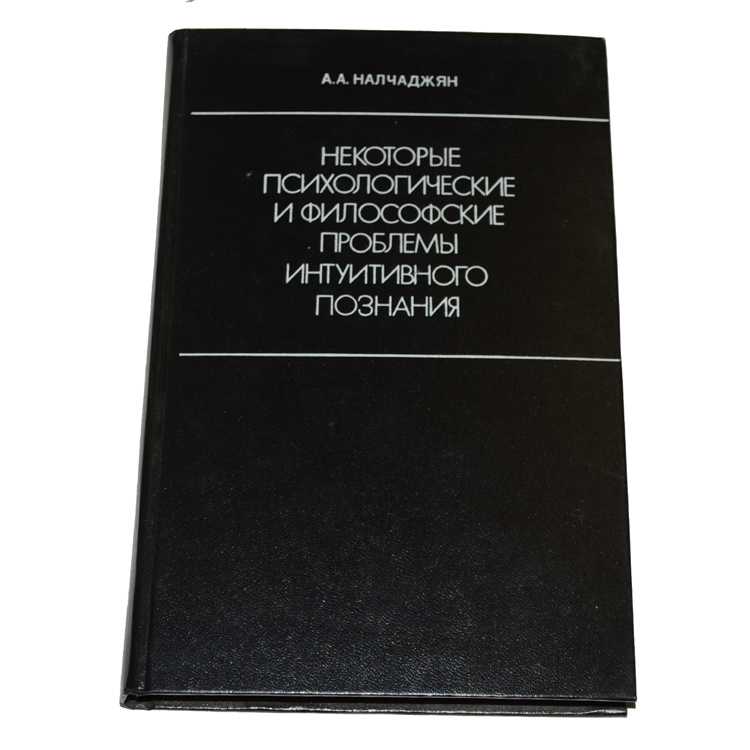 А.А. НАЛЧАДЖЯН
НЕКОТОРЫЕ
ПСИХОЛОГИЧЕСКИЕ
И ФИЛОСОФСКИЕ
ПРОБЛЕМЫ
ИНТУИТИВНОГО
ПОЗНАНИЯ